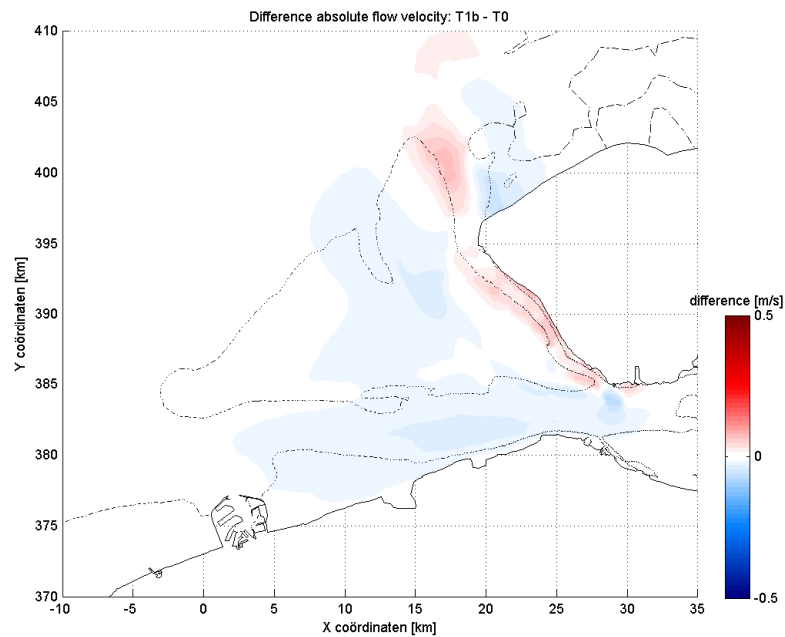 Difference absolute flow velocity: T1b - T0
410
405
400
395
390
385
380
375
370
-10 -5 0 5 10 15 20 25 30 35
X coördinaten [km]
Y coördinaten [km]
difference [m/s]
0.5
0
-0.5